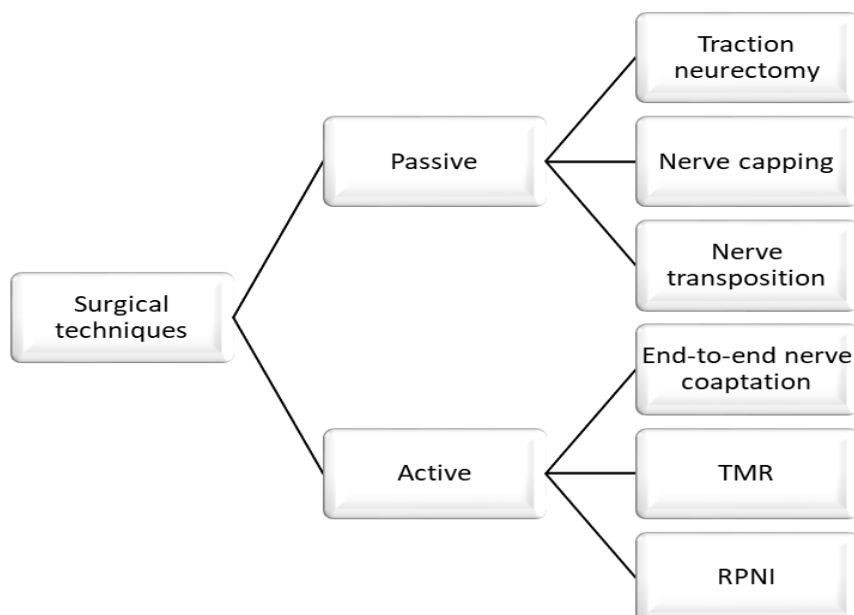 Surgical
techniques
Passive
Traction
neurectomy
Nerve capping
Nerve
transposition
Active
End-to-end nerve
coaptation
TMR
RPNI